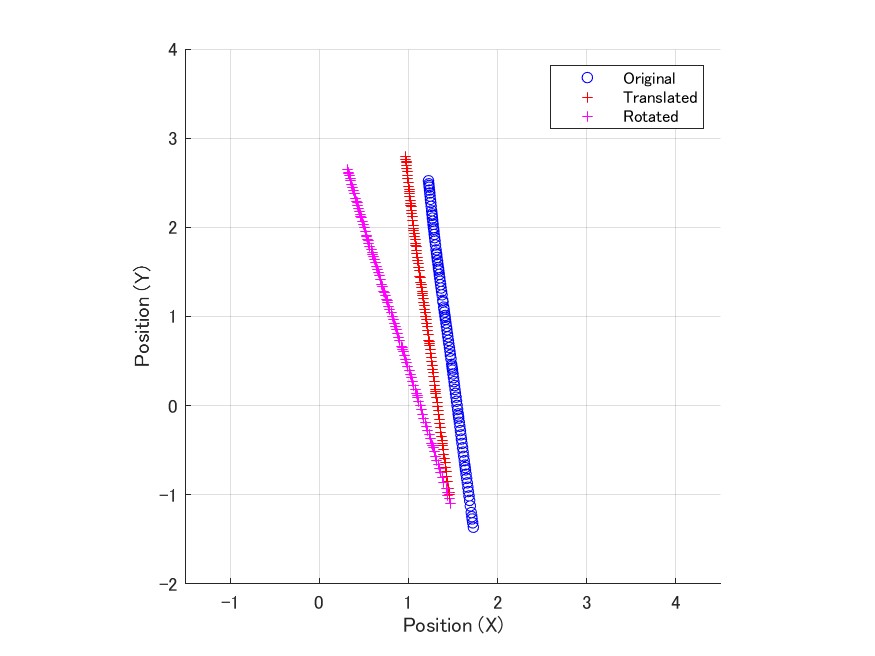 4
3
2
1
0
−1
−2
−1
0
1
2
3
4
Position (X)
Position (Y)
Original
Translated
Rotated